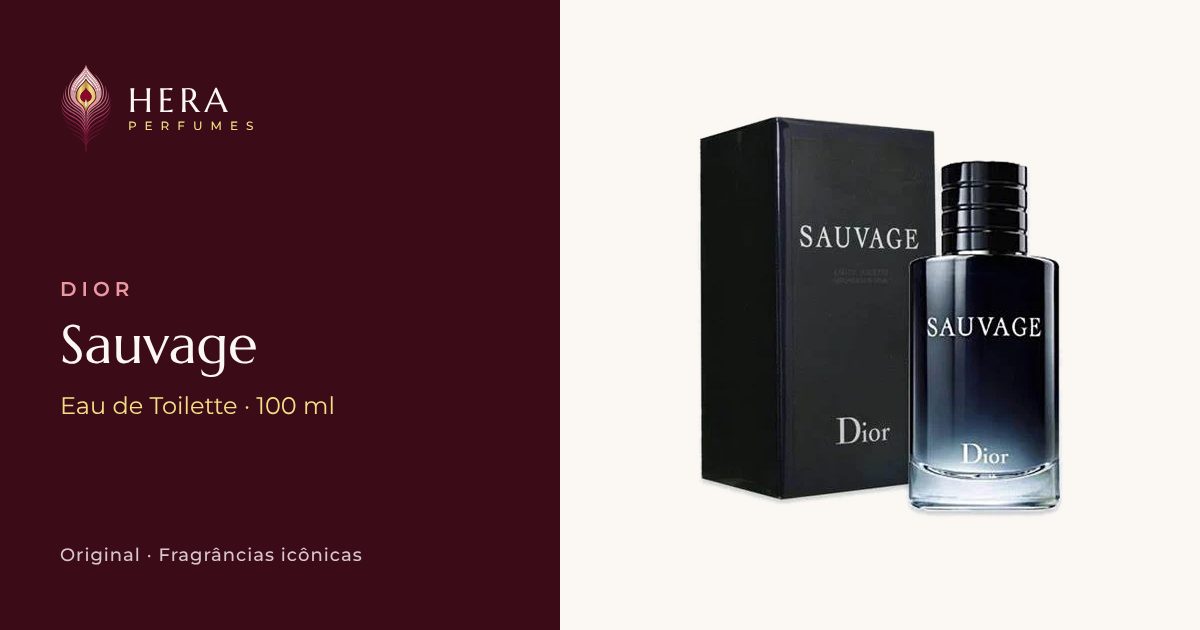 HERA
PERFUMES
DIOR
Sauvage
Eau de Toilette · 100 ml
Original · Fragrâncias icônicas
SAUVAGE
Dior
SAUVAGE
Dior